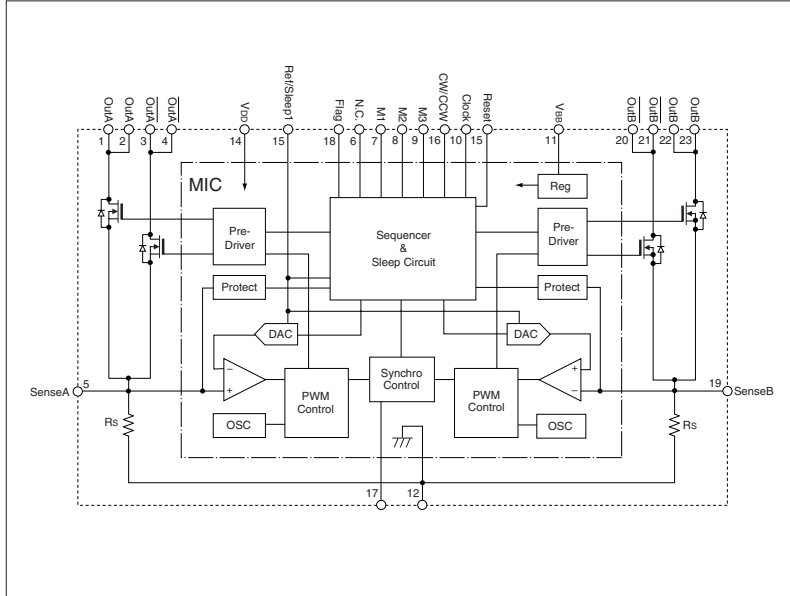 OutA
OutA
OutA
OutA
VDD
Ref/Sleep1
Flag
N.C.
M1
M2
M3
CW/CCW
Clock
Reset
VBB
OutB
OutB
OutB
OutB
1
2
3
4
14
15
18
6
7
8
9
16
10
15
11
20
21
22
23
MIC
Reg
Pre-
Driver
Sequencer
&
Sleep Circuit
Pre-
Driver
Protect
Protect
DAC
DAC
−
+
+
−
SenseA
5
19
SenseB
Synchro
Control
PWM
Control
PWM
Control
RS
RS
OSC
OSC
17
12